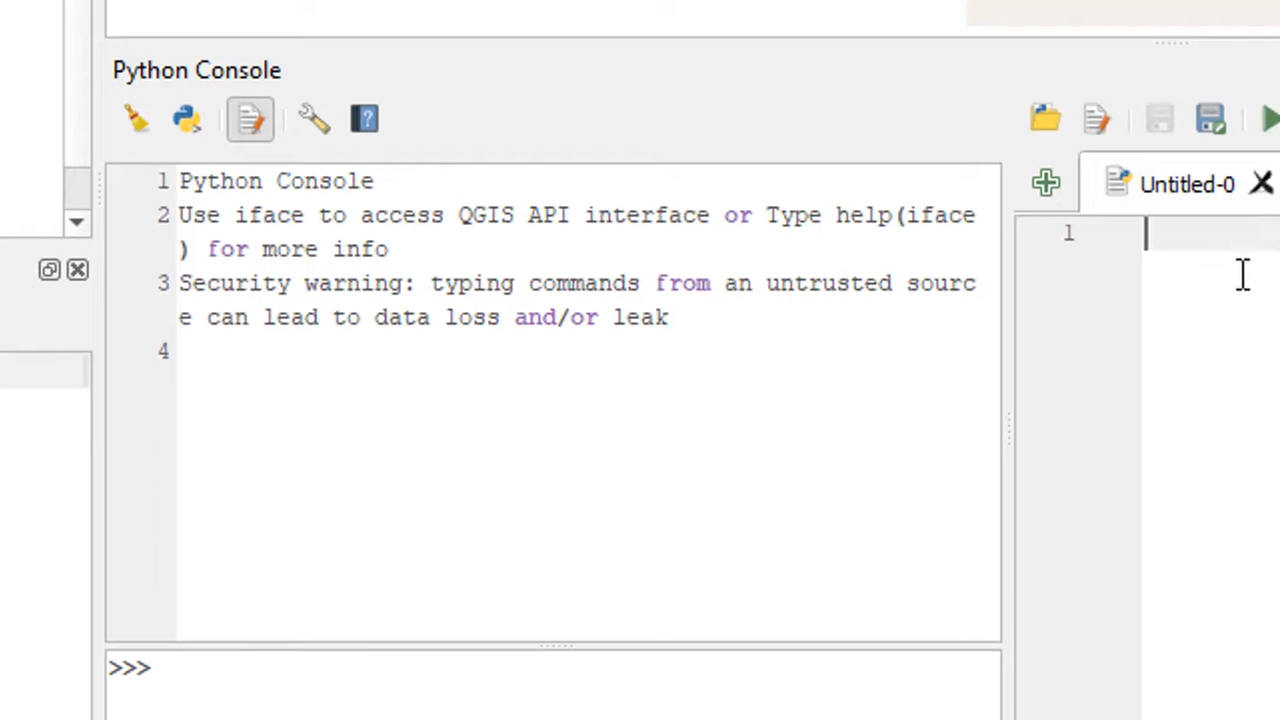 Python Console
Untitled-0
1 Python Console
2 Use iface to access QGIS API interface or Type help(iface
) for more info
3 Security warning: typing commands from an untrusted sourc
e can lead to data loss and/or leak
4
>>>
1